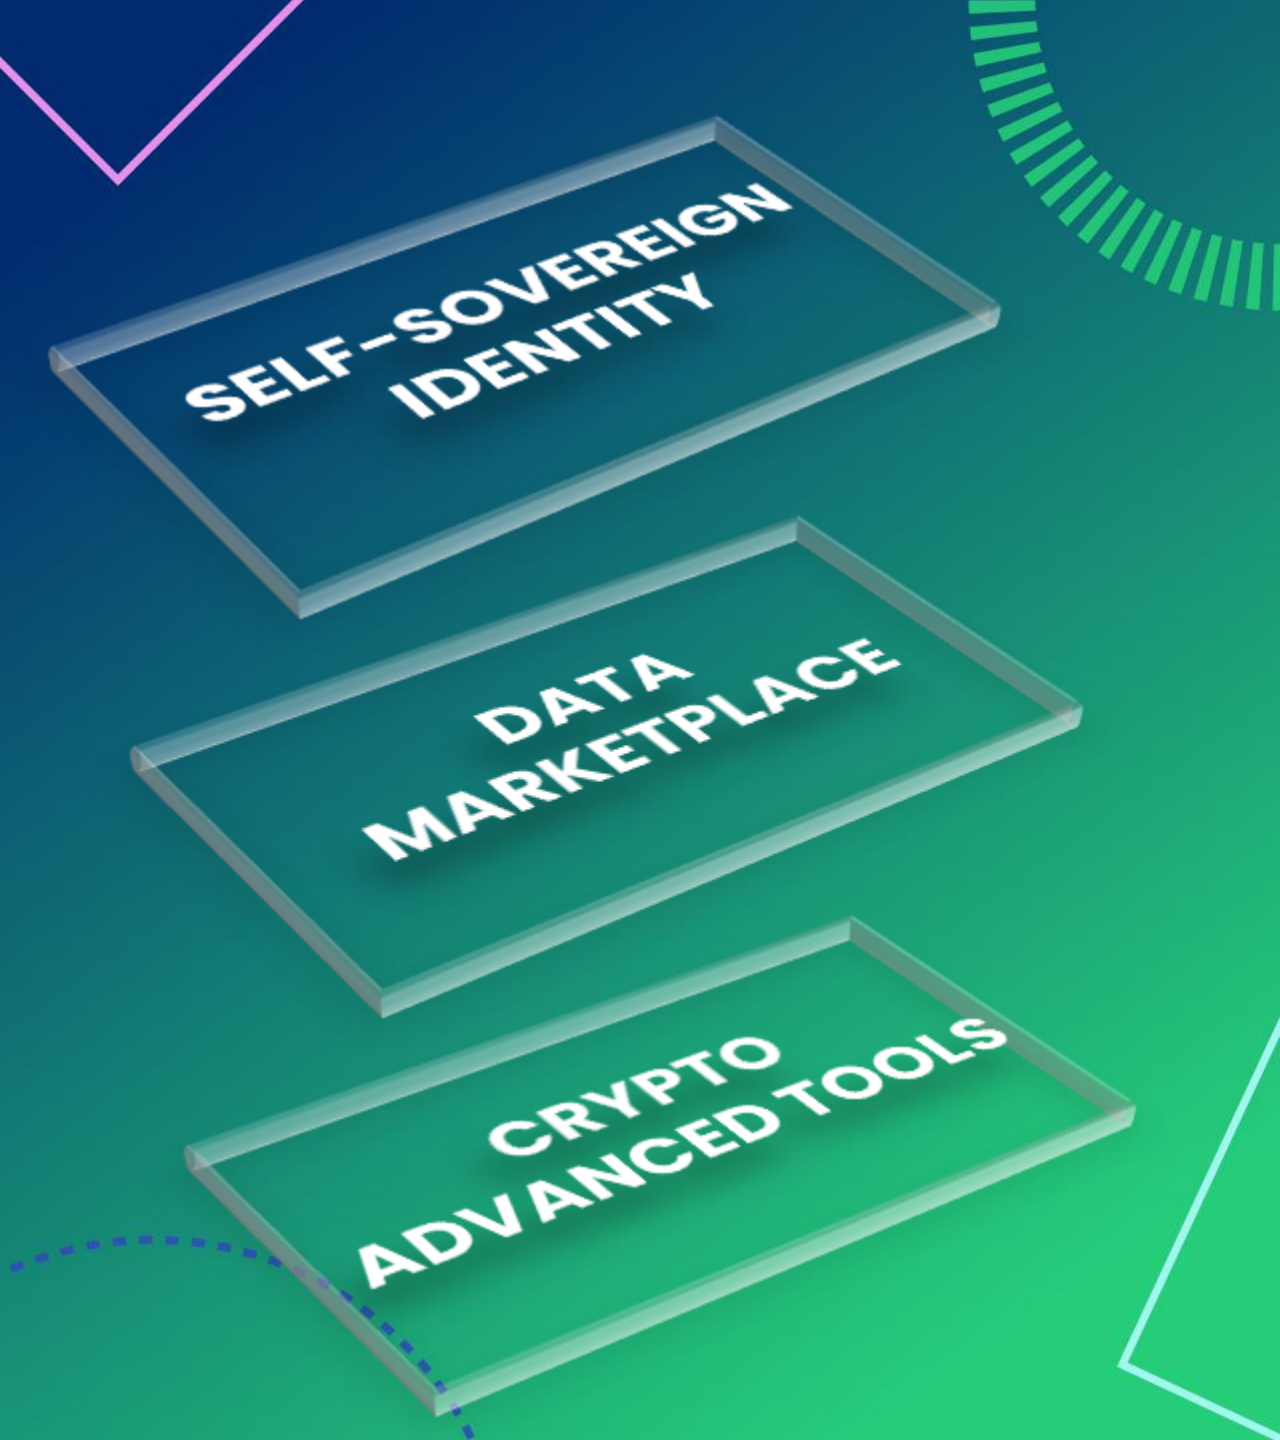 SELF-SOVEREIGN
IDENTITY
DATA
MARKETPLACE
CRYPTO
ADVANCED TOOLS